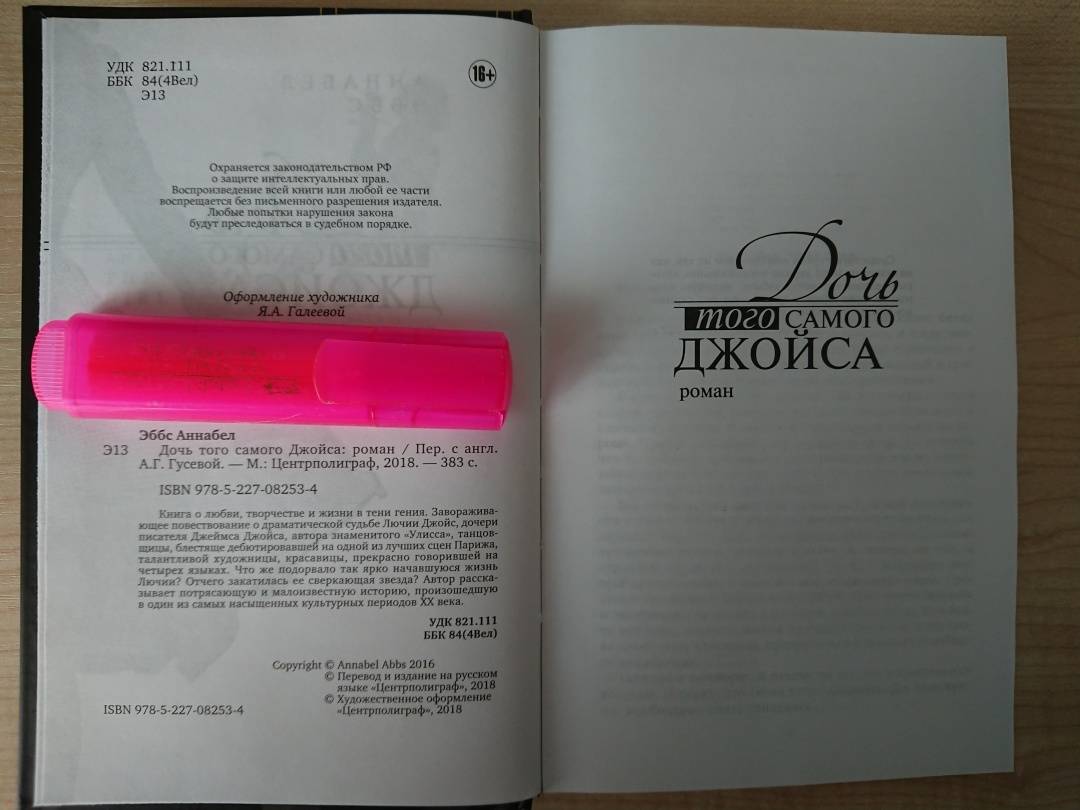 УДК 821.111
ББК 84(4Вел)
Э13
16+
Охраняется законодательством РФ
о защите интеллектуальных прав.
Воспроизведение всей книги или любой ее части
воспрещается без письменного разрешения издателя.
Любые попытки нарушения закона
будут преследоваться в судебном порядке.
Оформление художника
Я.А. Галеевой
Эббс Аннабел
Э13 Дочь того самого Джойса: роман / Пер. с англ.
А.Г. Гусевой. — М.: Центрполиграф, 2018. — 383 с.
ISBN 978-5-227-08253-4
Книга о любви, творчестве и жизни в тени гения. Заворажива-
ющее повествование о драматической судьбе Лючии Джойс, дочери
писателя Джеймса Джойса, автора знаменитого «Улисса», танцов-
щицы, блестяще дебютировавшей на одной из лучших сцен Парижа,
талантливой художницы, красавицы, прекрасно говорившей на
четырех языках. Что же подорвало так ярко начавшуюся жизнь
Лючии? Отчего закатилась ее сверкающая звезда? Автор расска-
зывает потрясающую и малоизвестную историю, произошедшую
в один из самых насыщенных культурных периодов XX века.
УДК 821.111
ББК 84(4Вел)
Copyright © Annabel Abbs 2016
© Перевод и издание на русском
языке «Центрполиграф», 2018
© Художественное оформление
«Центрполиграф», 2018
ISBN 978-5-227-08253-4
Дочь
того САМОГО
ДЖОЙСА
роман